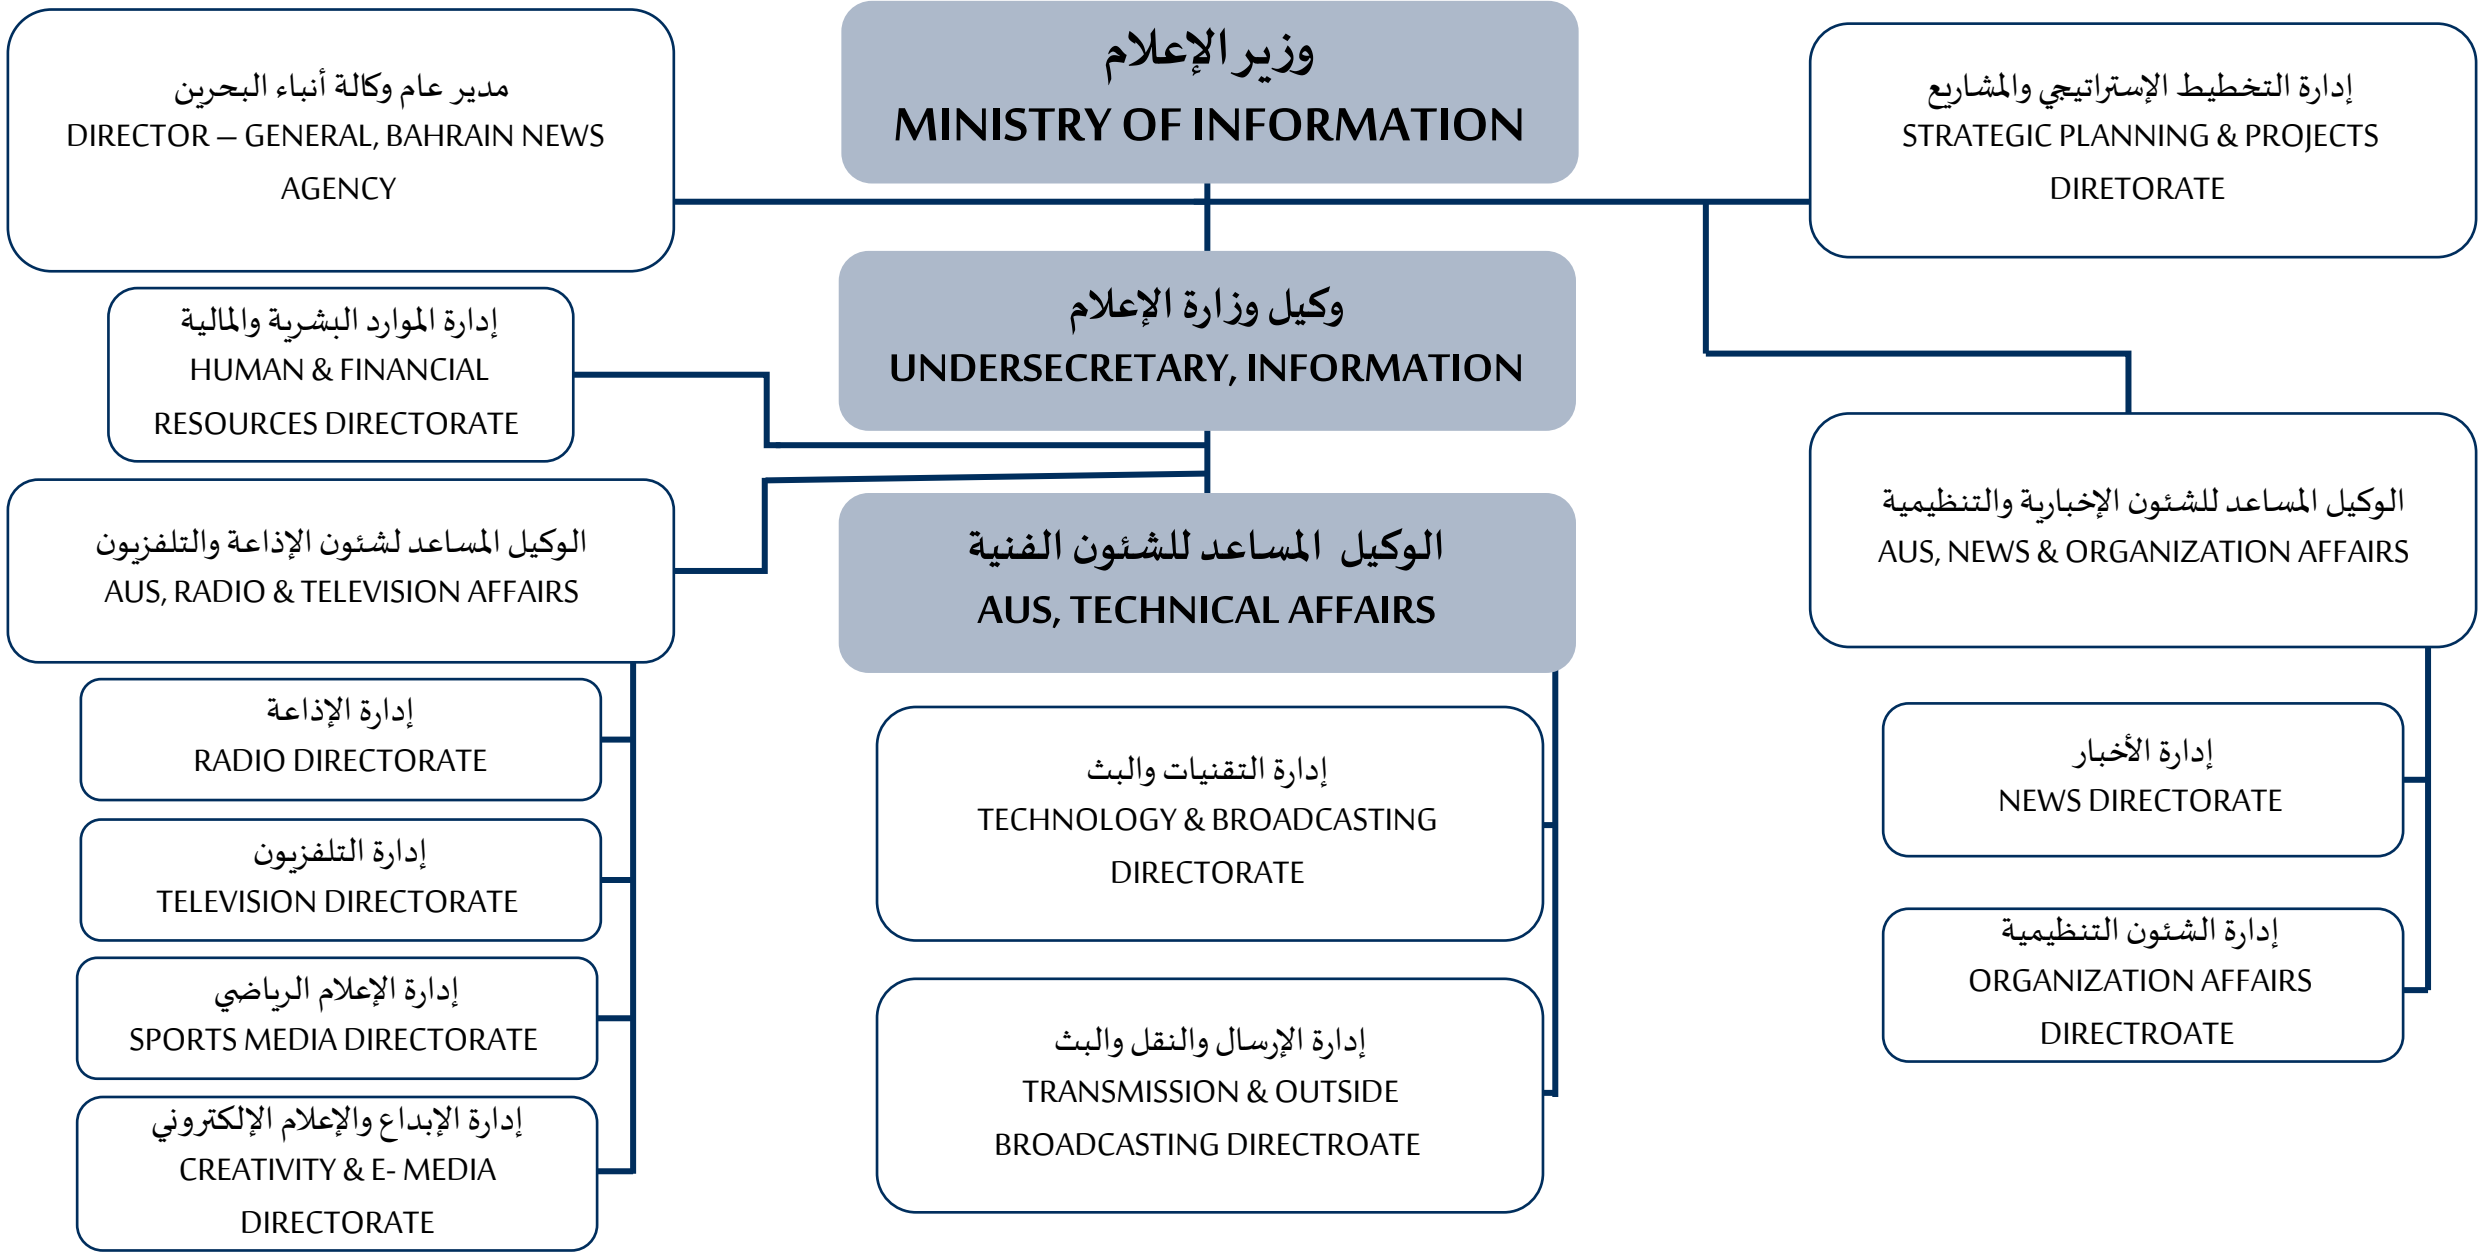 وزير الإعلام
MINISTRY OF INFORMATION
مدير عام وكالة أنباء البحرين
DIRECTOR – GENERAL, BAHRAIN NEWS
AGENCY
إدارة التخطيط الإستراتيجي والمشاريع
STRATEGIC PLANNING & PROJECTS
DIRETORATE
وكيل وزارة الإعلام
UNDERSECRETARY, INFORMATION
إدارة الموارد البشرية والمالية
HUMAN & FINANCIAL
RESOURCES DIRECTORATE
الوكيل المساعد لشئون الإذاعة والتلفزيون
AUS, RADIO & TELEVISION AFFAIRS
الوكيل المساعد للشئون الفنية
AUS, TECHNICAL AFFAIRS
الوكيل المساعد للشئون الإخبارية والتنظيمية
AUS, NEWS & ORGANIZATION AFFAIRS
إدارة الإذاعة
RADIO DIRECTORATE
إدارة التلفزيون
TELEVISION DIRECTORATE
إدارة الإعلام الرياضي
SPORTS MEDIA DIRECTORATE
إدارة الإبداع والإعلام الإلكتروني
CREATIVITY & E- MEDIA
DIRECTORATE
إدارة التقنيات والبث
TECHNOLOGY & BROADCASTING
DIRECTORATE
إدارة الإرسال والنقل والبث
TRANSMISSION & OUTSIDE
BROADCASTING DIRECTROATE
إدارة الأخبار
NEWS DIRECTORATE
إدارة الشئون التنظيمية
ORGANIZATION AFFAIRS
DIRECTROATE